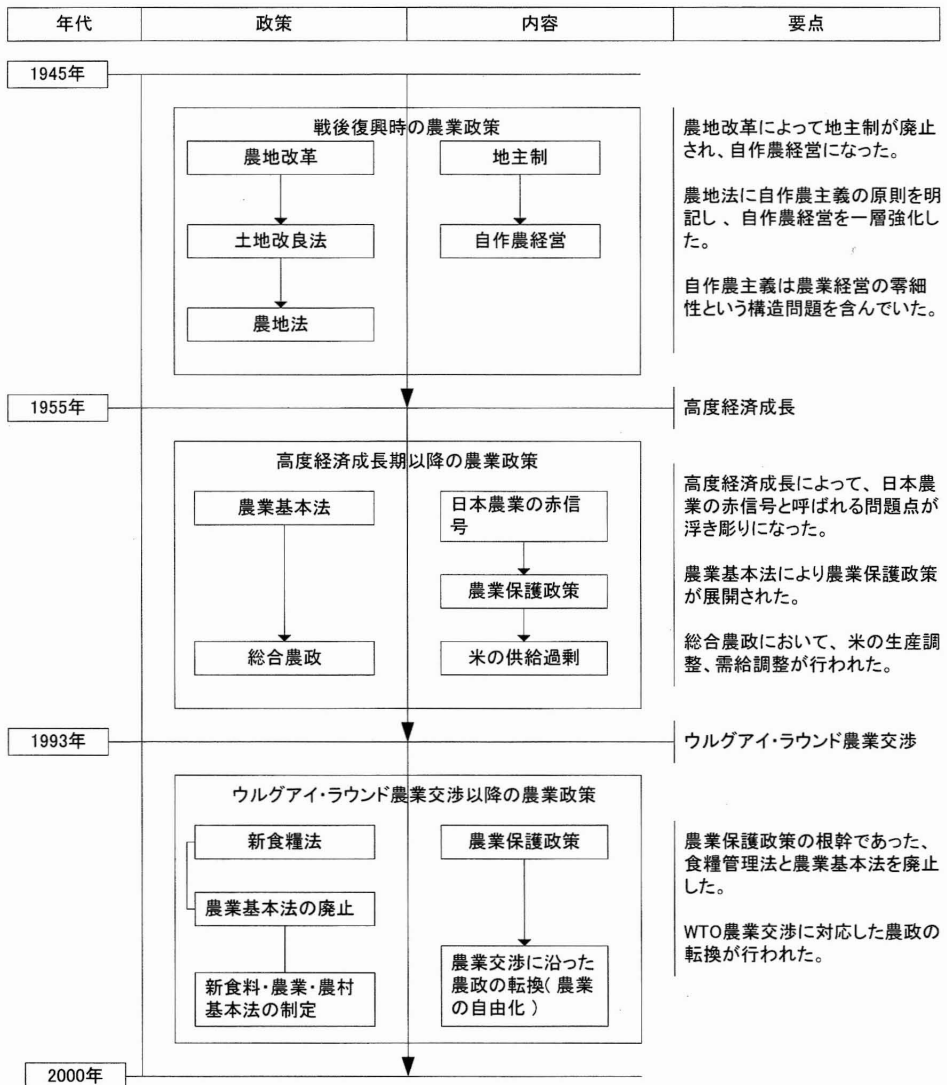 年代 政策 内容 要点
1945年
戦後復興時の農業政策
農地改革
土地改良法
農地法
地主制
自作農経営
農地改革によって地主制が廃止
され、自作農経営になった。
農地法に自作農主義の原則を明
記し、自作農経営を一層強化し
た。
自作農主義は農業経営の零細
性という構造問題を含んでいた。
1955年
高度経済成長
高度経済成長期以降の農業政策
農業基本法
総合農政
日本農業の赤信
号
農業保護政策
米の供給過剰
高度経済成長によって、日本農
業の赤信号と呼ばれる問題点が
浮き彫りになった。
農業基本法により農業保護政策
が展開された。
総合農政において、米の生産調
整、需給調整が行われた。
1993年
ウルグアイ・ラウンド農業交渉
ウルグアイ・ラウンド農業交渉以降の農業政策
新食糧法
農業基本法の廃止
新食料・農業・農村
基本法の制定
農業保護政策
農業交渉に沿った
農政の転換( 農業
の自由化 )
農業保護政策の根幹であった、
食糧管理法と農業基本法を廃止
した。
WTO農業交渉に対応した農政の
転換が行われた。
2000年